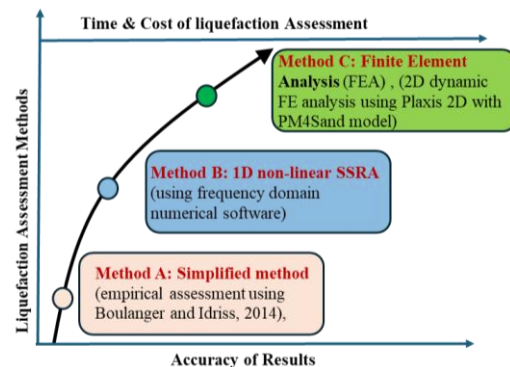 Time & Cost of liquefaction Assessment
Method C: Finite Element
Analysis (FEA) , (2D dynamic
FE analysis using Plaxis 2D with
PM4Sand model)
Liquefaction Assessment Methods
Method B: 1D non-linear SSRA
(using frequency domain
numerical software)
Method A: Simplified method
(empirical assessment using
Boulanger and Idriss, 2014),
Accuracy of Results